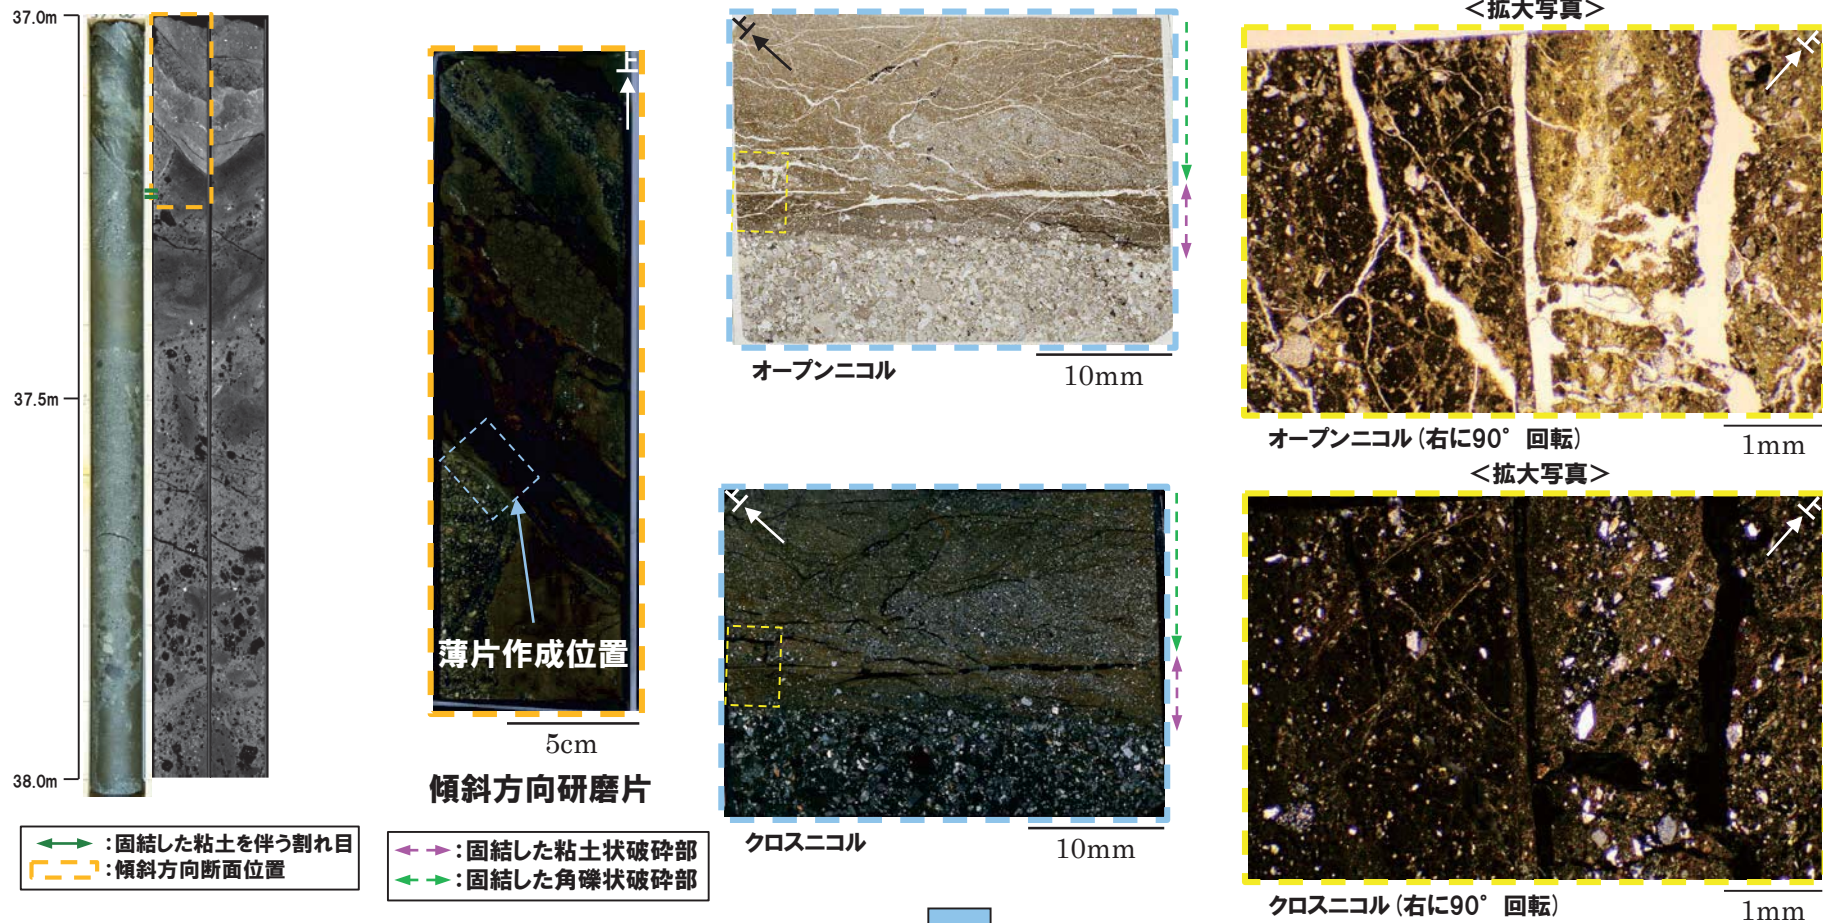 37.0m
37.5m
38.0m
:固結した粘土を伴う割れ目
:傾斜方向断面位置
上
薄片作成位置
5cm
傾斜方向研磨片
:固結した粘土状破砕部
:固結した角礫状破砕部
上
オープンニコル
10mm
上
クロスニコル
10mm
<拡大写真>
上
オープンニコル(右に90°回転)
1mm
<拡大写真>
上
クロスニコル(右に90°回転)
1mm